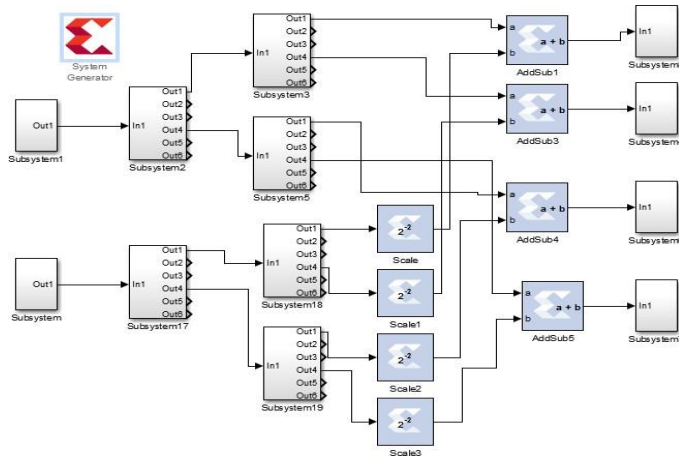 System
Generator
Out1
Subsystem1
In1
Out1
Out2
Out3
Out4
Out5
Out6
Subsystem2
In1
Out1
Out2
Out3
Out4
Out5
Out6
Subsystem3
In1
Out1
Out2
Out3
Out4
Out5
Out6
Subsystem5
a
b
a + b
AddSub1
In1
Subsystem
a
b
a + b
AddSub3
In1
Subsystem
a
b
a + b
AddSub4
In1
Subsystem
a
b
a + b
AddSub5
In1
Subsystem
Out1
Subsystem
In1
Out1
Out2
Out3
Out4
Out5
Out6
Subsystem17
In1
Out1
Out2
Out3
Out4
Out5
Out6
Subsystem18
In1
Out1
Out2
Out3
Out4
Out5
Out6
Subsystem19
2-2
Scale
2-2
Scale1
2-2
Scale2
2-2
Scale3